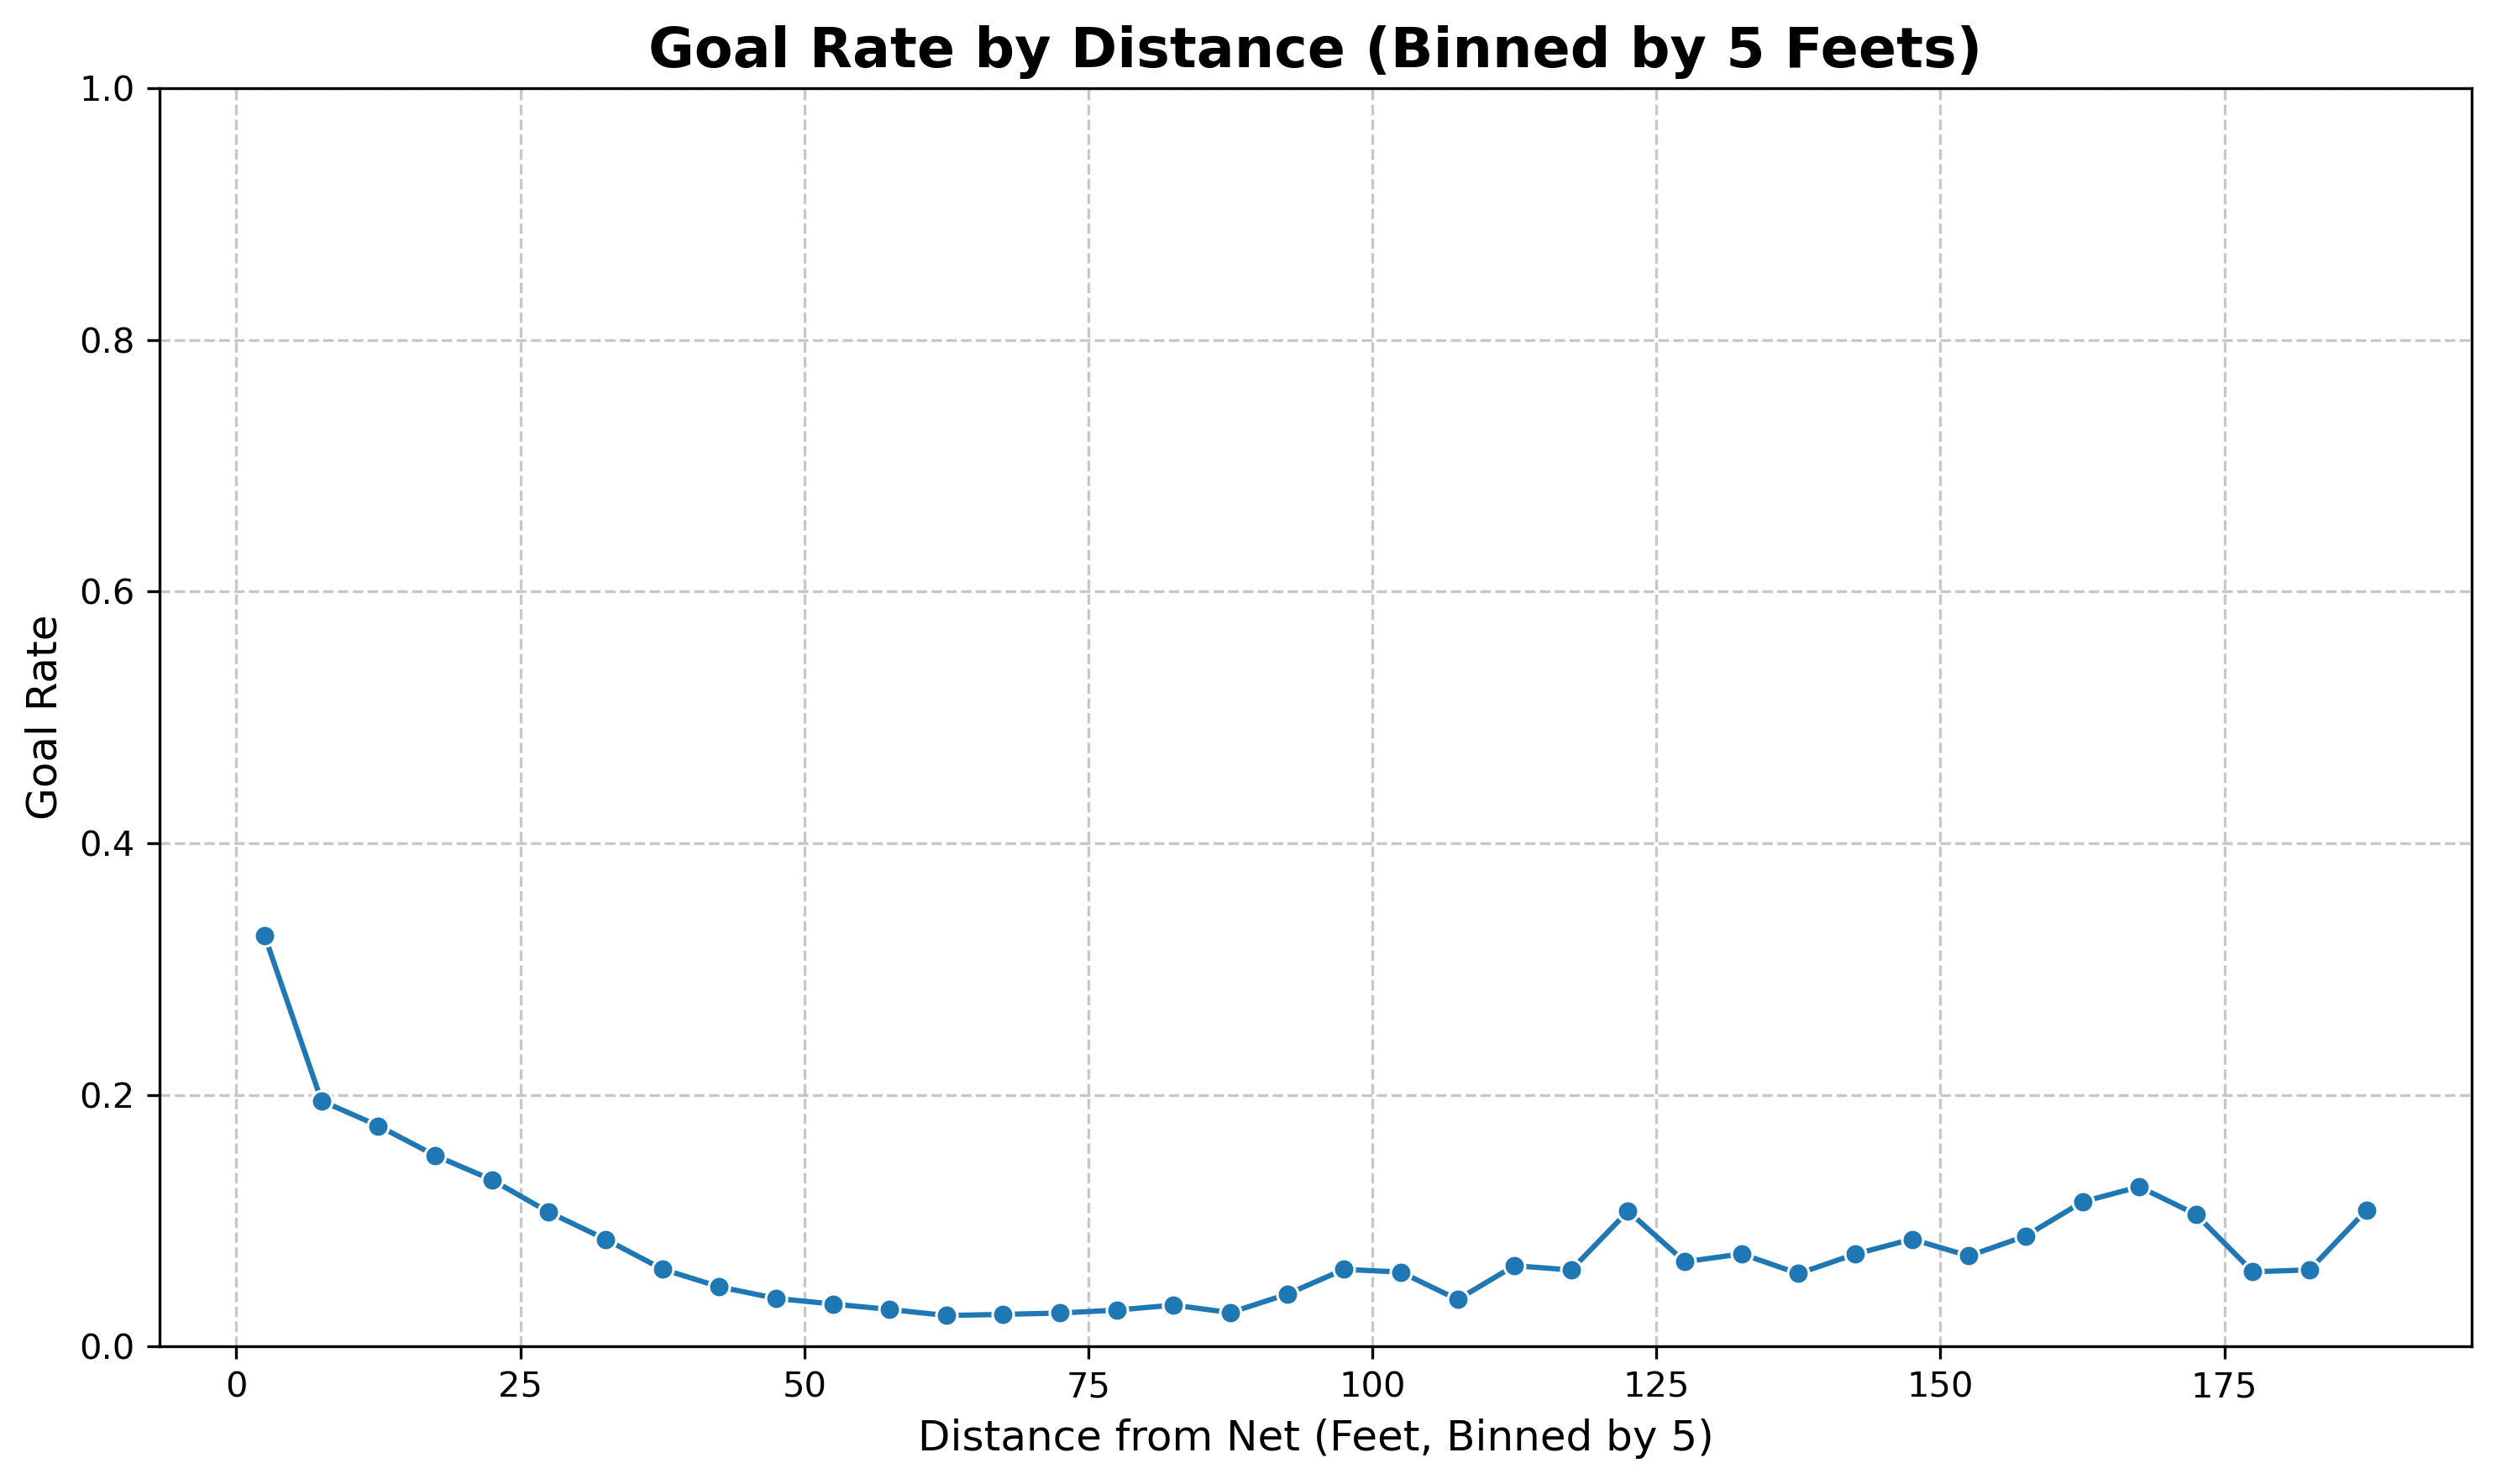 Goal Rate by Distance (Binned by 5 Feets)
1.0
0.8
0.6
0.4
0.2
0.0
Goal Rate
0 25 50 75 100 125 150 175
Distance from Net (Feet, Binned by 5)